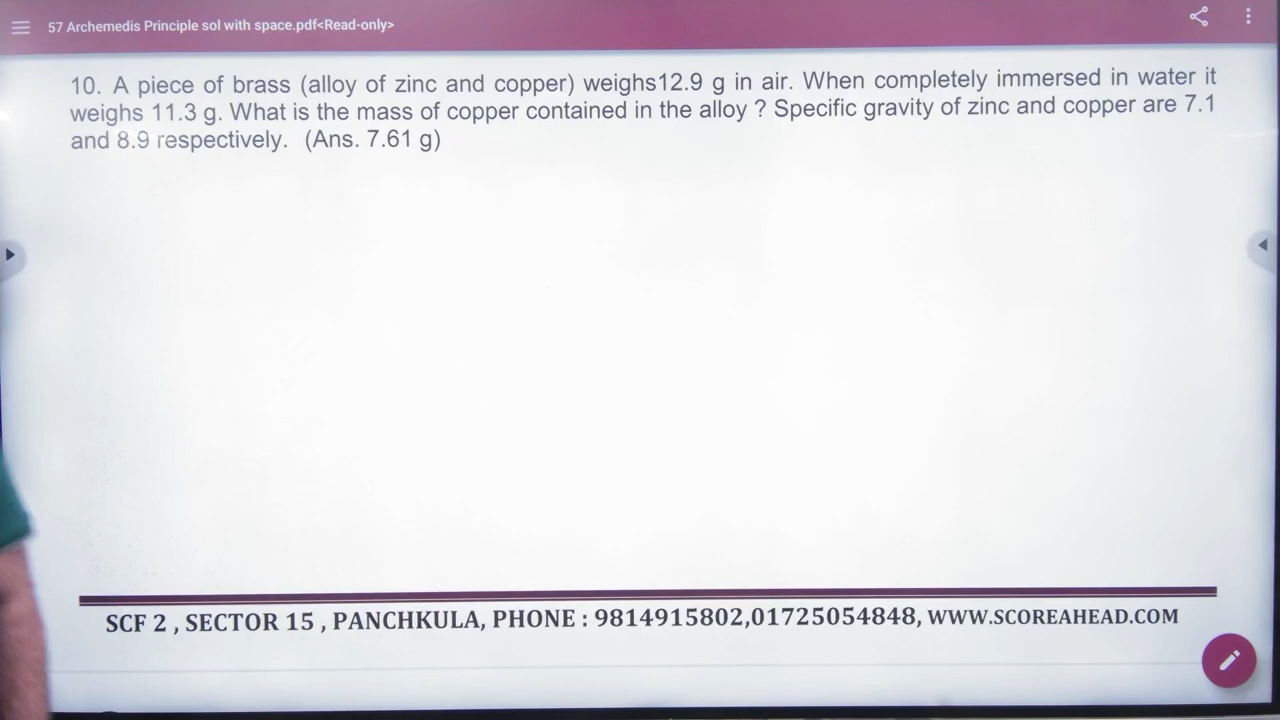 57 Archemedis Principle sol with space.pdf<Read-only>
10. A piece of brass (alloy of zinc and copper) weighs12.9 g in air. When completely immersed in water it
weighs 11.3 g. What is the mass of copper contained in the alloy ? Specific gravity of zinc and copper are 7.1
and 8.9 respectively. (Ans. 7.61 g)
SCF 2 , SECTOR 15 , PANCHKULA, PHONE : 9814915802,01725054848, WWW.SCOREAHEAD.COM